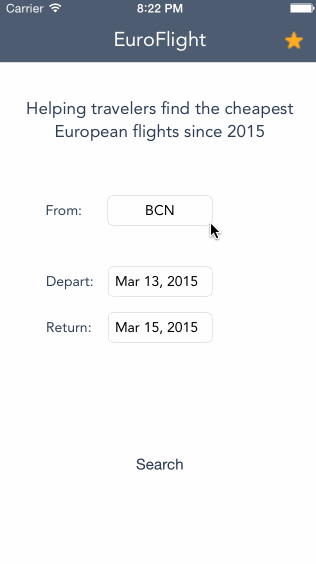 Carrier 8:22 PM
EuroFlight
Helping travelers find the cheapest
European flights since 2015
From: BCN
Depart: Mar 13, 2015
Return: Mar 15, 2015
Search